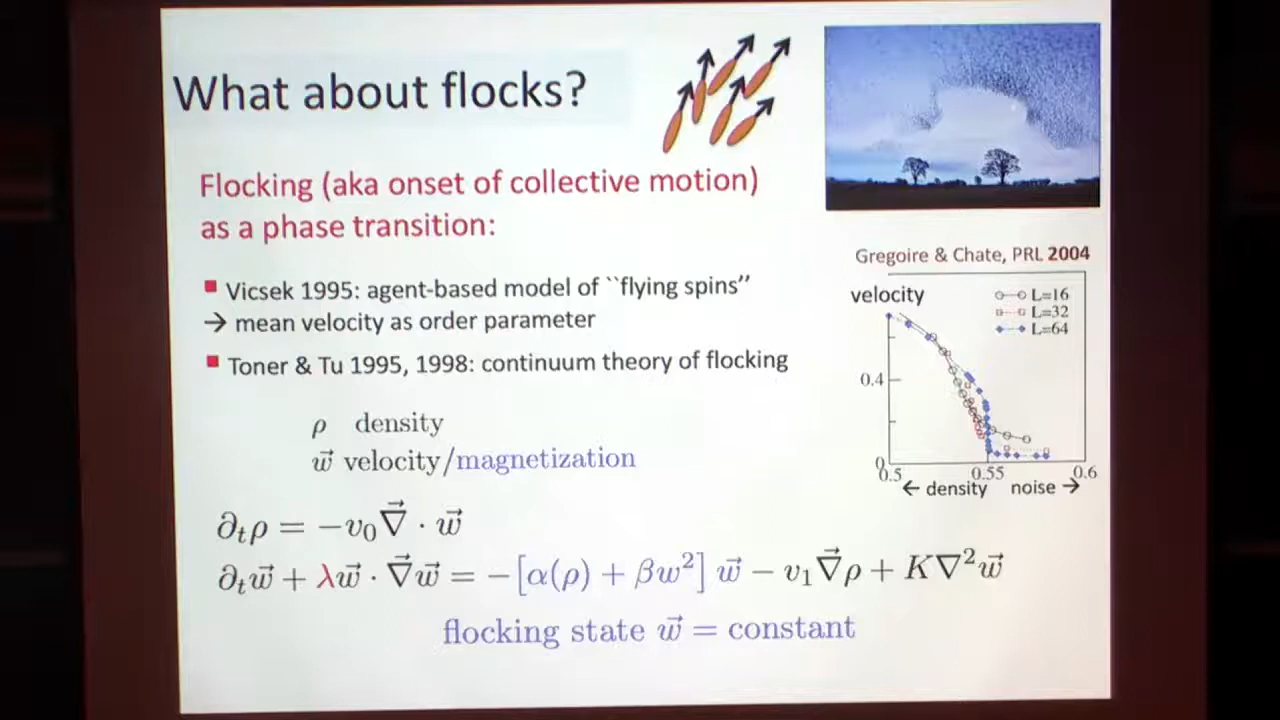 What about flocks?
Flocking (aka onset of collective motion)
as a phase transition:
Vicsek 1995: agent-based model of ``flying spins”
→ mean velocity as order parameter
Toner & Tu 1995, 1998: continuum theory of flocking
ρ density
w⃗ velocity/magnetization
∂ₜρ = −v₀∇⃗ · w⃗
∂ₜw⃗ + λw⃗ · ∇⃗w⃗ = −[α(ρ) + βw²] w⃗ − v₁∇⃗ρ + K∇²w⃗
flocking state w⃗ = constant
Gregoire & Chate, PRL 2004
velocity
L=16
L=32
L=64
0.4
0
0.5 0.55 0.6
← density noise →